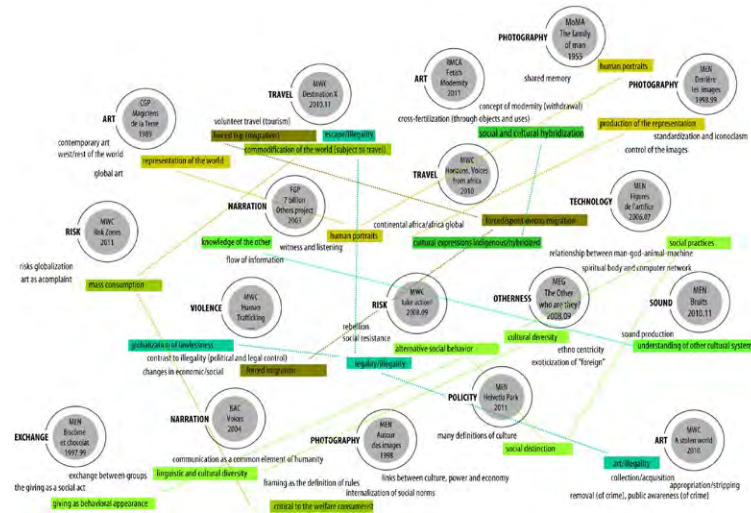 PHOTOGRAPHY
MoMA
The family
of man
1955
human portraits
shared memory
TRAVEL
MWC
Destination X
2010.11
volunteer travel (tourism)
forced trip (migration)
escape/illegality
commodification of the world (subject to travel)
ART
RMCA
Fetish
Modernity
2011
concept of modernity (withdrawal)
cross-fertilization (through objects and uses)
social and cultural hybridization
PHOTOGRAPHY
MEN
Derrière
les images
1998.99
production of the representation
standardization and iconoclasm
control of the images
ART
CGP
Magiciens
de la Terre
1989
contemporary art
west/rest of the world
representation of the world
global art
NARRATION
FGP
7 billion
Others project
2003
human portraits
knowledge of the other
witness and listening
flow of information
TRAVEL
MWC
Horizons, Voices
from africa
2010
continental africa/africa global
migration
cultural expressions indigenous/hybridized
TECHNOLOGY
MEN
Figures
de l'artifice
2006.07
social practices
relationship between man-god-animal-machine
spiritual body and computer network
RISK
MWC
Risk Zones
2011
risks globalization
art as acomplaint
mass consumption
VIOLENCE
MWC
Human
Trafficking
globalization of lawlessness
contrast to illegality (political and legal control)
changes in economic/social
forced migration
RISK
MWC
take action!
2008.09
rebellion
social resistance
alternative social behavior
legality/illegality
OTHERNESS
MEG
The Other
who are they?
2008.09
cultural diversity
ethno centricity
exoticization of "foreign"
SOUND
MEN
Bruits
2010.11
sound production
understanding of other cultural system
EXCHANGE
MEN
et chocolat
1997.99
exchange between groups
the giving as a social act
giving as behavioral appearance
NARRATION
BAC
Voices
2004
communication as a common element of humanity
linguistic and cultural diversity
PHOTOGRAPHY
MEN
Autour
des images
1998
links between culture, power and economy
framing as the definition of rules
internalization of social norms
critical to the welfare consumerist
POLICITY
MEN
Helvetia Park
2011
many definitions of culture
social distinction
ART
MWC
A stolen world
2010
art/illegality
collection/acquisition
appropriation/stripping
removal (of crime), public awareness (of crime)